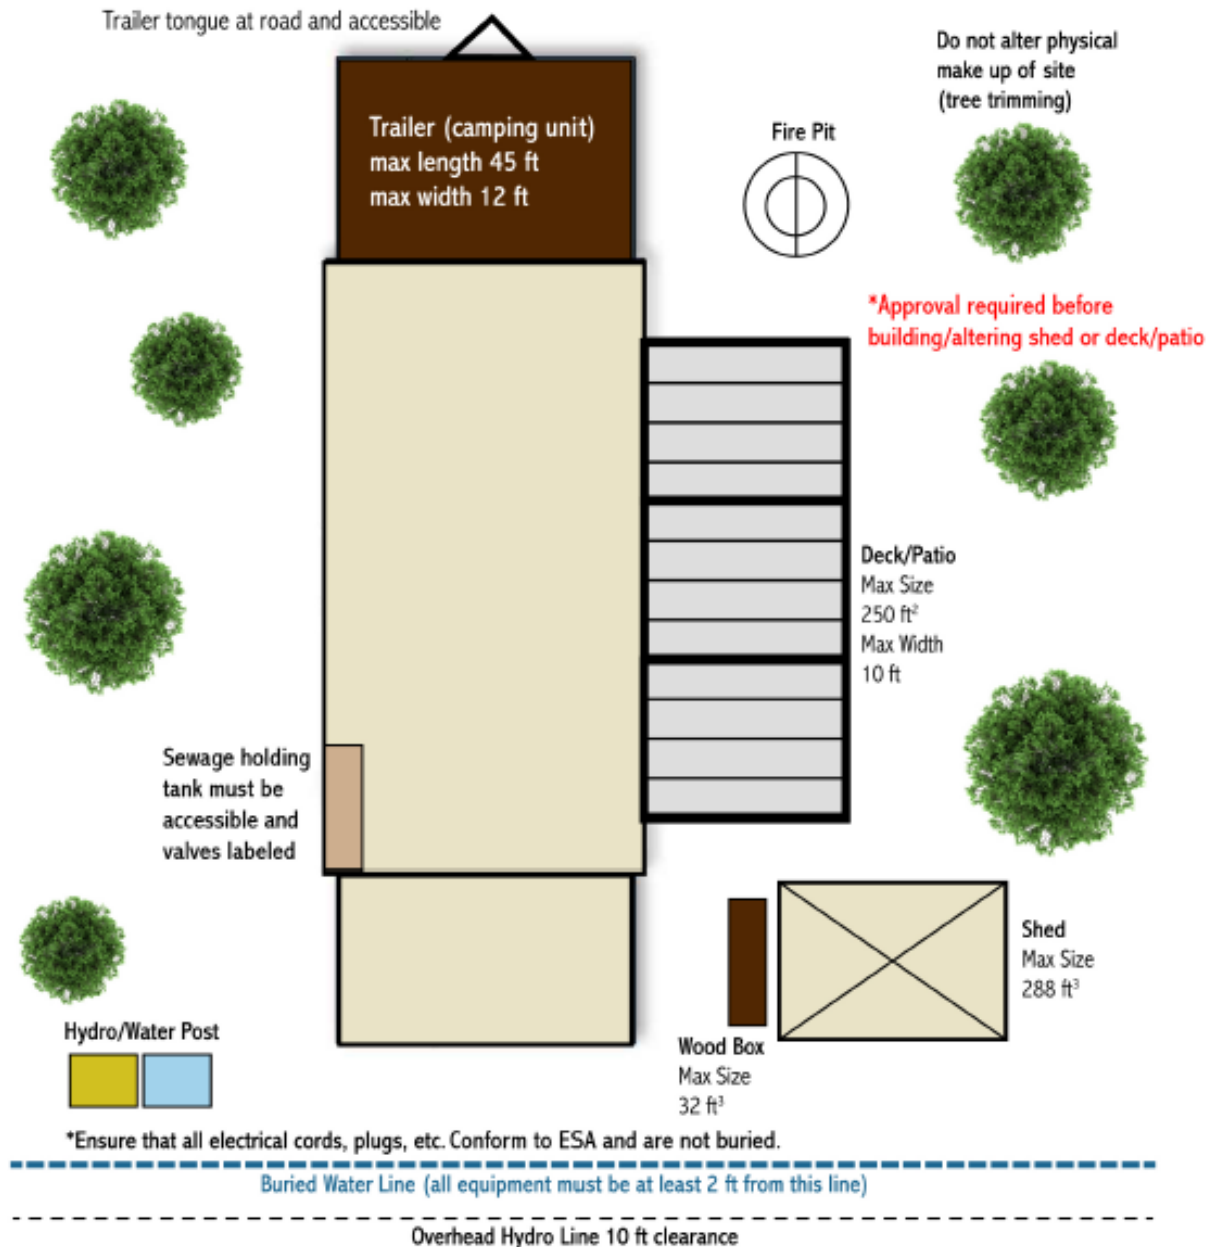 Trailer tongue at road and accessible
Do not alter physical
make up of site
(tree trimming)
Trailer (camping unit)
max length 45 ft
max width 12 ft
Fire Pit
*Approval required before
building/altering shed or deck/patio
Deck/Patio
Max Size
250 ft²
Max Width
10 ft
Sewage holding
tank must be
accessible and
valves labeled
Shed
Max Size
288 ft³
Hydro/Water Post
Wood Box
Max Size
32 ft³
*Ensure that all electrical cords, plugs, etc. Conform to ESA and are not buried.
Buried Water Line (all equipment must be at least 2 ft from this line)
Overhead Hydro Line 10 ft clearance